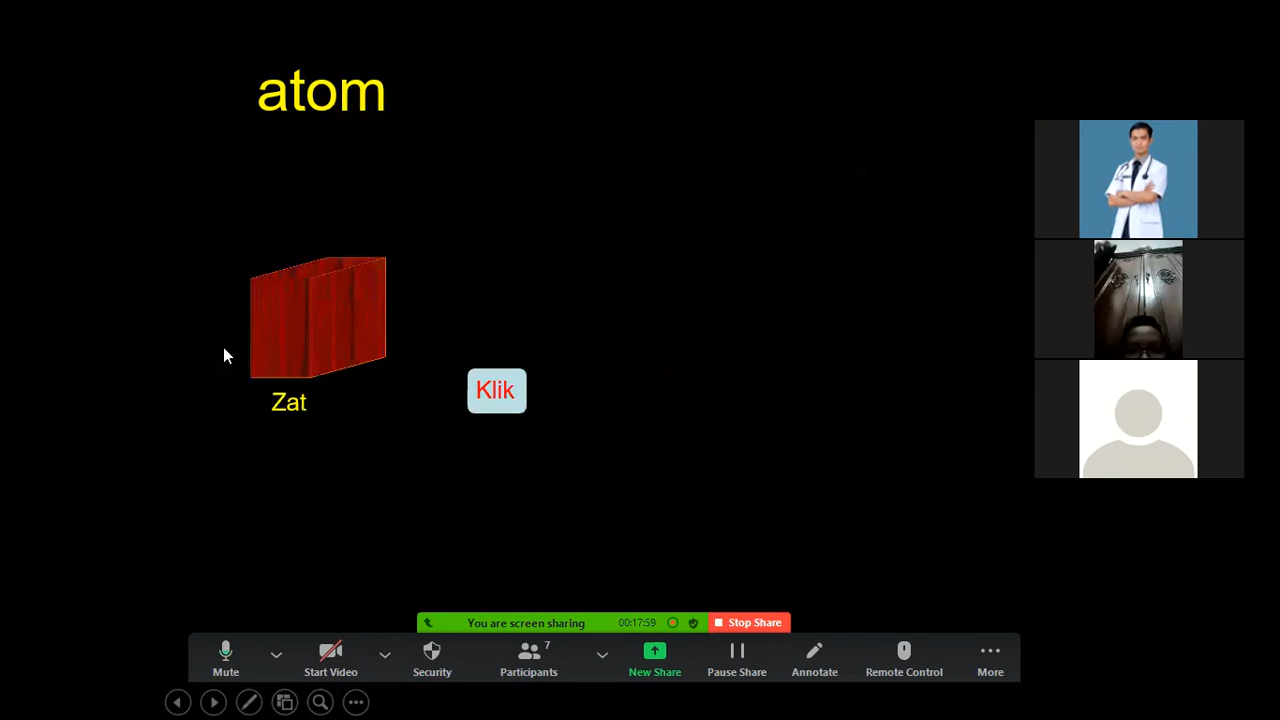 atom
Zat
Klik
You are screen sharing
00:17:59
Stop Share
Mute
Start Video
Security
Participants
7
New Share
Pause Share
Annotate
Remote Control
More